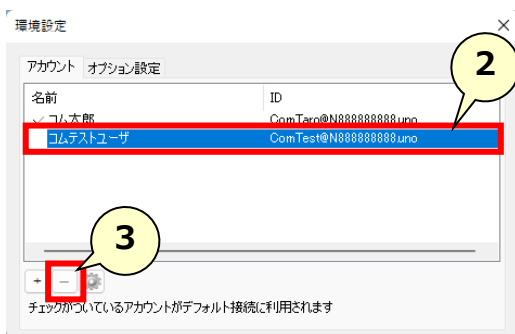 環境設定
アカウント オプション設定
2
名前 ID
コム太郎 ComTaro@N888888888.uno
コムテストユーザ ComTest@N888888888.uno
3
+ -
チェックがついているアカウントがデフォルト接続に利用されます